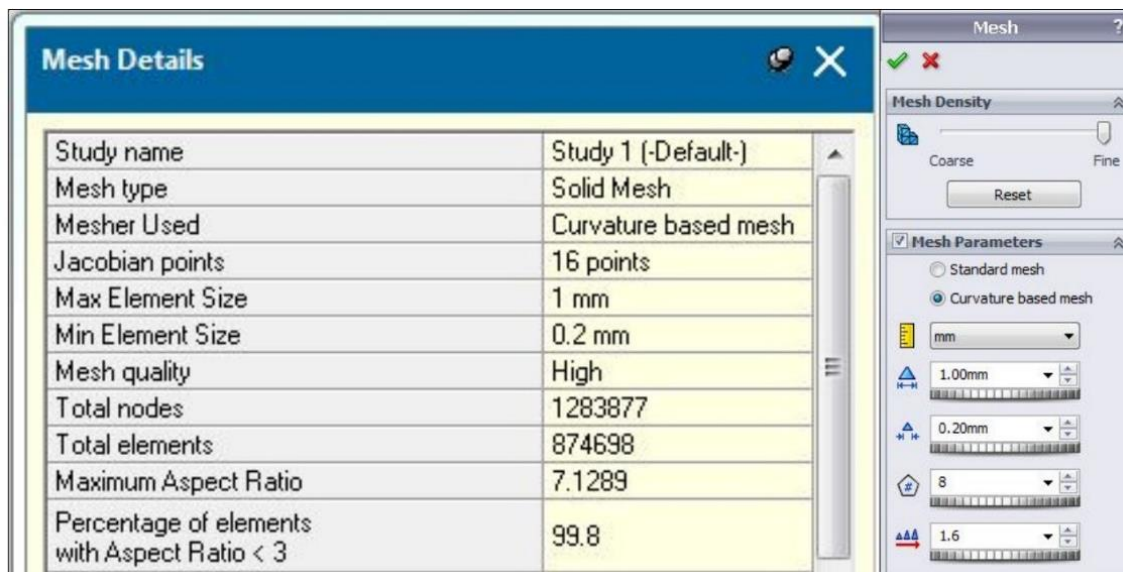 Mesh Details
Study name Study 1 (-Default-)
Mesh type Solid Mesh
Mesher Used Curvature based mesh
Jacobian points 16 points
Max Element Size 1 mm
Min Element Size 0.2 mm
Mesh quality High
Total nodes 1283877
Total elements 874698
Maximum Aspect Ratio 7.1289
Percentage of elements
with Aspect Ratio < 3 99.8
Mesh ?
Mesh Density
Coarse Fine
Reset
Mesh Parameters
Standard mesh
Curvature based mesh
mm
1.00mm
0.20mm
# 8
1.6